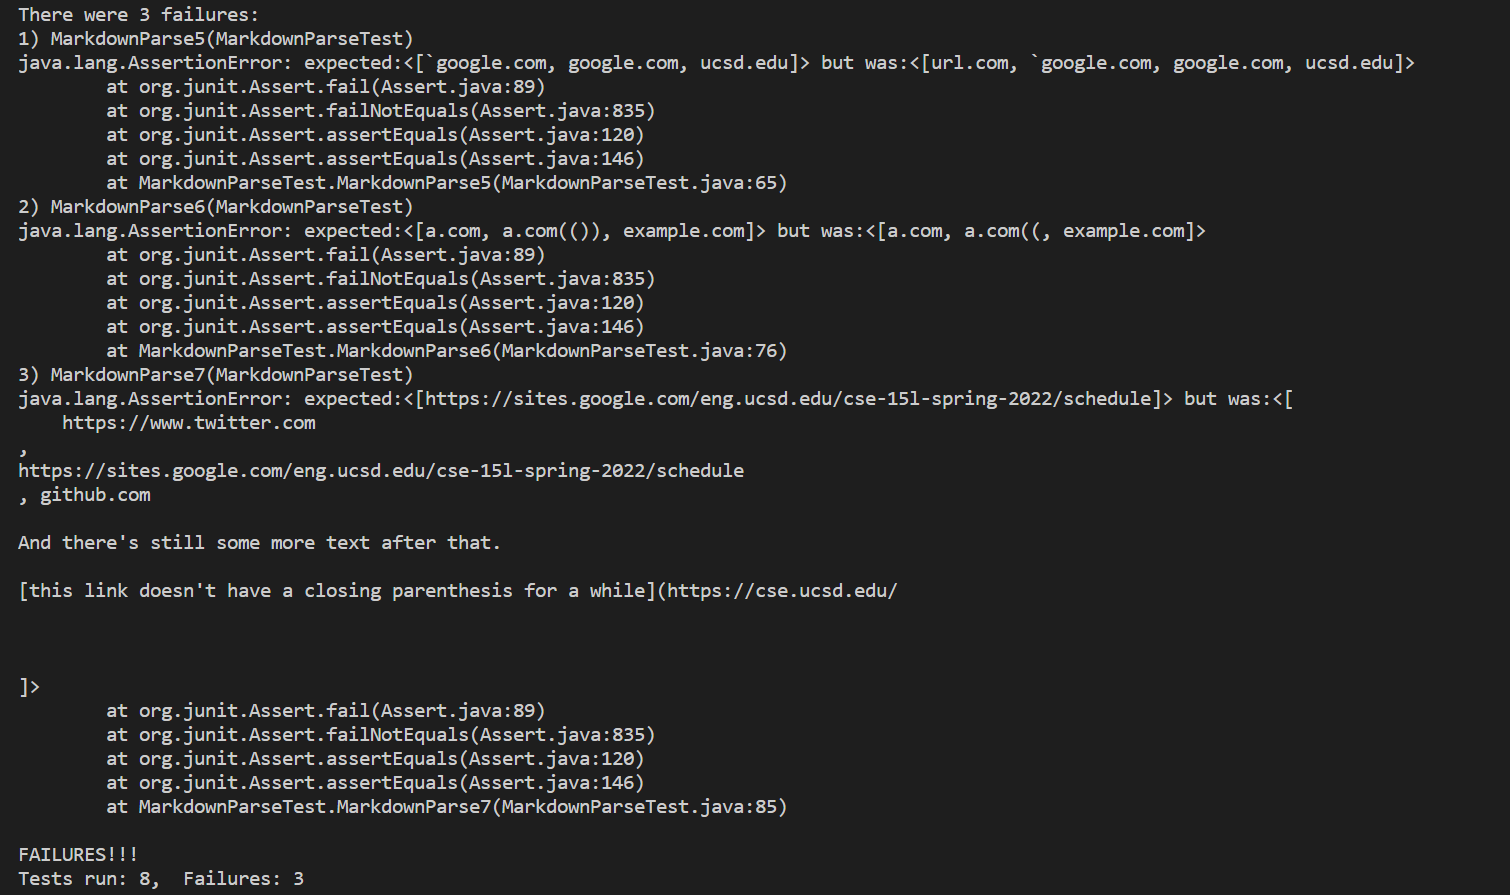 There were 3 failures:
1) MarkdownParse5(MarkdownParseTest)
java.lang.AssertionError: expected:<[`google.com, google.com, ucsd.edu]> but was:<[url.com, `google.com, google.com, ucsd.edu]>
        at org.junit.Assert.fail(Assert.java:89)
        at org.junit.Assert.failNotEquals(Assert.java:835)
        at org.junit.Assert.assertEquals(Assert.java:120)
        at org.junit.Assert.assertEquals(Assert.java:146)
        at MarkdownParseTest.MarkdownParse5(MarkdownParseTest.java:65)
2) MarkdownParse6(MarkdownParseTest)
java.lang.AssertionError: expected:<[a.com, a.com(()), example.com]> but was:<[a.com, a.com((, example.com]>
        at org.junit.Assert.fail(Assert.java:89)
        at org.junit.Assert.failNotEquals(Assert.java:835)
        at org.junit.Assert.assertEquals(Assert.java:120)
        at org.junit.Assert.assertEquals(Assert.java:146)
        at MarkdownParseTest.MarkdownParse6(MarkdownParseTest.java:76)
3) MarkdownParse7(MarkdownParseTest)
java.lang.AssertionError: expected:<[https://sites.google.com/eng.ucsd.edu/cse-15l-spring-2022/schedule]> but was:<[
    https://www.twitter.com
,
https://sites.google.com/eng.ucsd.edu/cse-15l-spring-2022/schedule
, github.com

And there's still some more text after that.

[this link doesn't have a closing parenthesis for a while](https://cse.ucsd.edu/



]>
        at org.junit.Assert.fail(Assert.java:89)
        at org.junit.Assert.failNotEquals(Assert.java:835)
        at org.junit.Assert.assertEquals(Assert.java:120)
        at org.junit.Assert.assertEquals(Assert.java:146)
        at MarkdownParseTest.MarkdownParse7(MarkdownParseTest.java:85)

FAILURES!!!
Tests run: 8,  Failures: 3